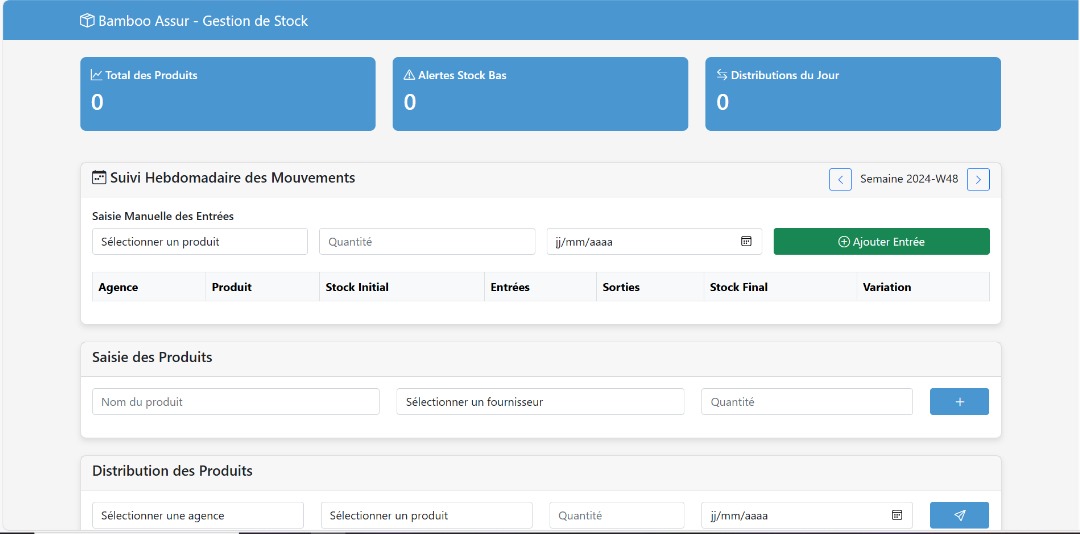 Bamboo Assur - Gestion de Stock
Total des Produits
0
Alertes Stock Bas
0
Distributions du Jour
0
Suivi Hebdomadaire des Mouvements
Semaine 2024-W48
Saisie Manuelle des Entrées
Sélectionner un produit
Quantité
jj/mm/aaaa
Ajouter Entrée
Agence Produit Stock Initial Entrées Sorties Stock Final Variation
Saisie des Produits
Nom du produit
Sélectionner un fournisseur
Quantité
+
Distribution des Produits
Sélectionner une agence
Sélectionner un produit
Quantité
jj/mm/aaaa